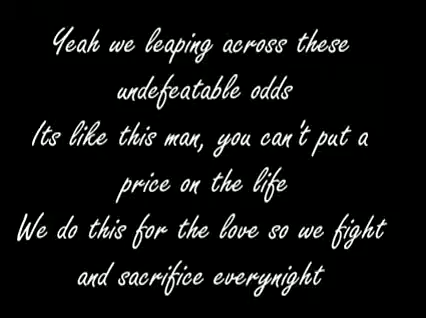 Yeah we leaping across these
undefeatable odds
Its like this man, you can't put a
price on the life
We do this for the love so we fight
and sacrifice everynight